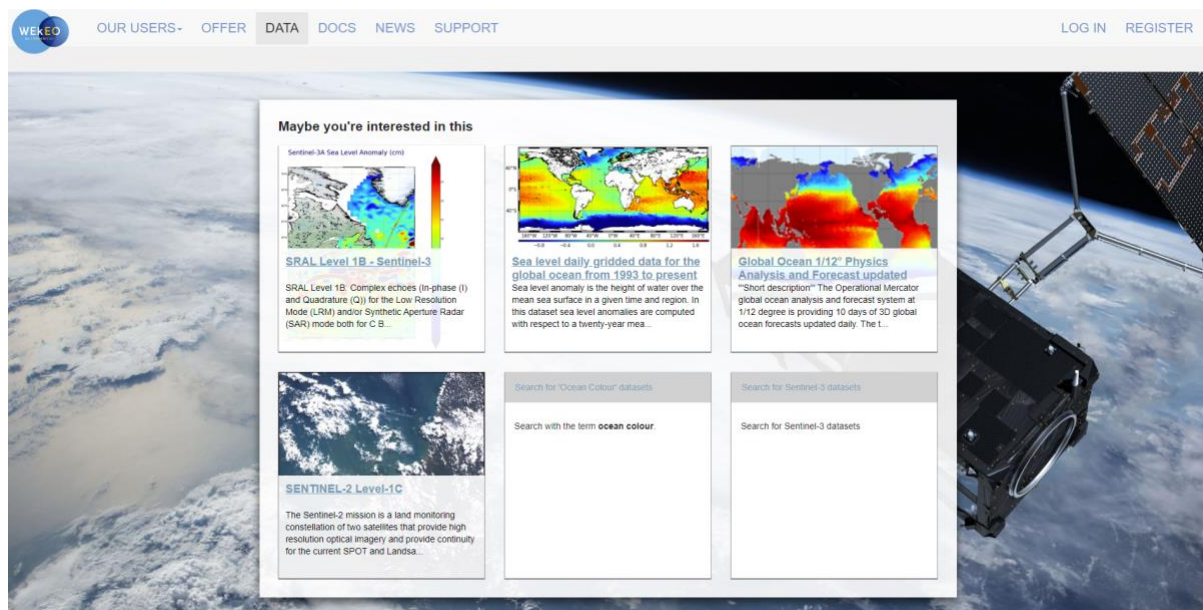 WEkEO
OUR USERS
OFFER
DATA
DOCS
NEWS
SUPPORT
LOG IN
REGISTER
Maybe you're interested in this
Sentinel-3A Sea Level Anomaly (cm)
SRAL Level 1B - Sentinel-3
SRAL Level 1B: Complex echoes (In-phase (I)
and Quadrature (Q)) for the Low Resolution
Mode (LRM) and/or Synthetic Aperture Radar
(SAR) mode both for C B...
Sea level daily gridded data for the
global ocean from 1993 to present
Sea level anomaly is the height of water over the
mean sea surface in a given time and region. In
this dataset sea level anomalies are computed
with respect to a twenty-year mea...
Global Ocean 1/12° Physics
Analysis and Forecast updated
'''Short description''' The Operational Mercator
global ocean analysis and forecast system at
1/12 degree is providing 10 days of 3D global
ocean forecasts updated daily. The t...
SENTINEL-2 Level-1C
The Sentinel-2 mission is a land monitoring
constellation of two satellites that provide high
resolution optical imagery and provide continuity
for the current SPOT and Landsa...
Search for 'Ocean Colour' datasets
Search with the term ocean colour.
Search for Sentinel-3 datasets
Search for Sentinel-3 datasets